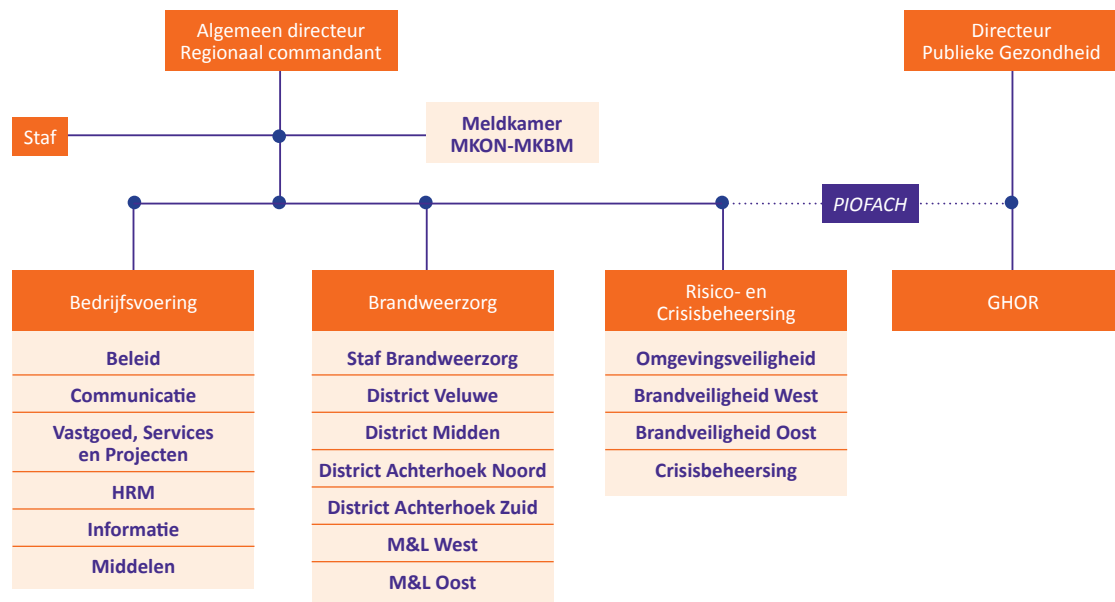 Algemeen directeur
Regionaal commandant
Directeur
Publieke Gezondheid
Staf
Meldkamer
MKON-MKBM
PIOFACH
Bedrijfsvoering
Beleid
Communicatie
Vastgoed, Services
en Projecten
HRM
Informatie
Middelen
Brandweerzorg
Staf Brandweerzorg
District Veluwe
District Midden
District Achterhoek Noord
District Achterhoek Zuid
M&L West
M&L Oost
Risico- en
Crisisbeheersing
Omgevingsveiligheid
Brandveiligheid West
Brandveiligheid Oost
Crisisbeheersing
GHOR